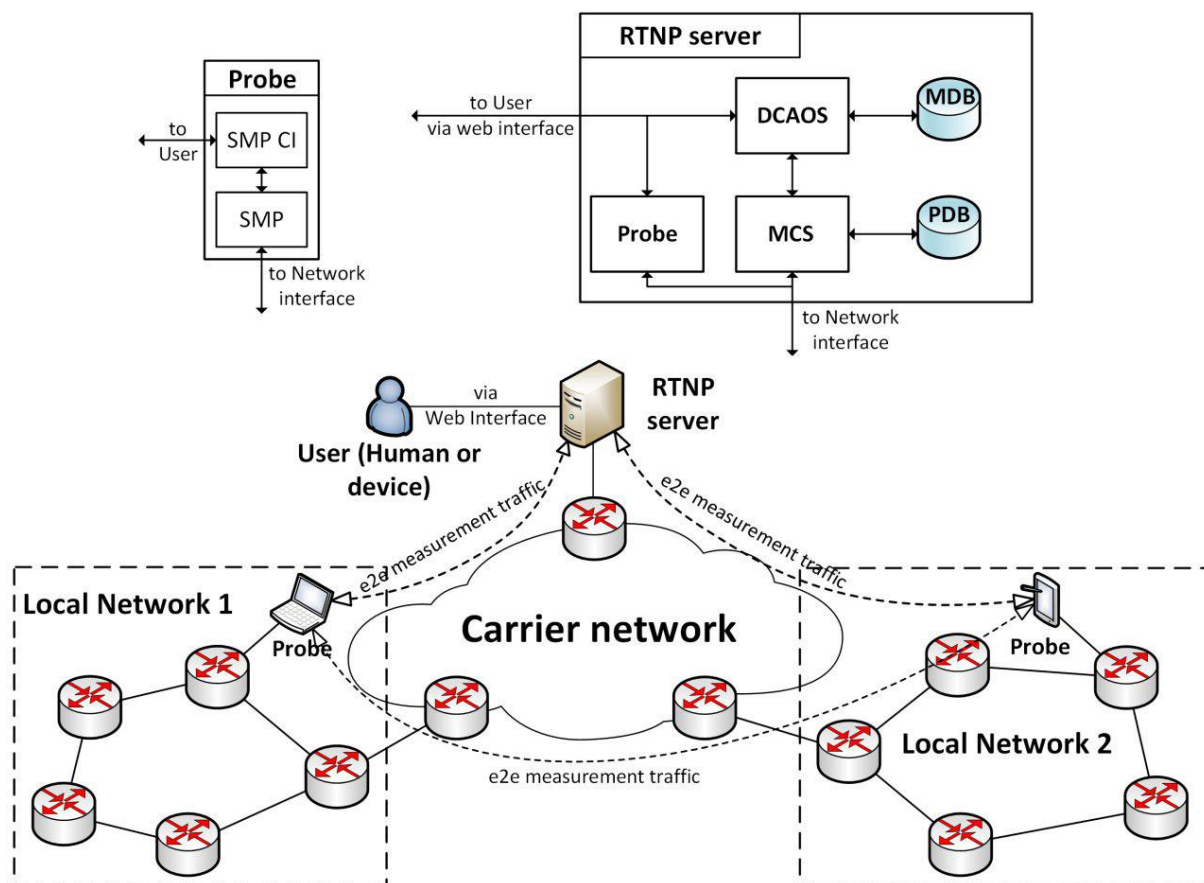 Probe
to
User
SMP CI
SMP
to Network
interface
RTNP server
to User
via web interface
DCAOS
MDB
Probe
MCS
PDB
to Network
interface
via
Web Interface
RTNP
server
User (Human or
device)
e2e measurement traffic
e2e measurement traffic
Local Network 1
Probe
Carrier network
Probe
Local Network 2
e2e measurement traffic